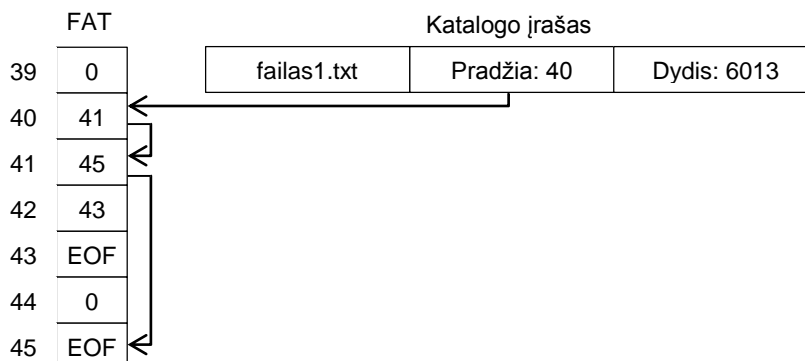 FAT
Katalogo įrašas
failas1.txt Pradžia: 40 Dydis: 6013
39 0
40 41
41 45
42 43
43 EOF
44 0
45 EOF